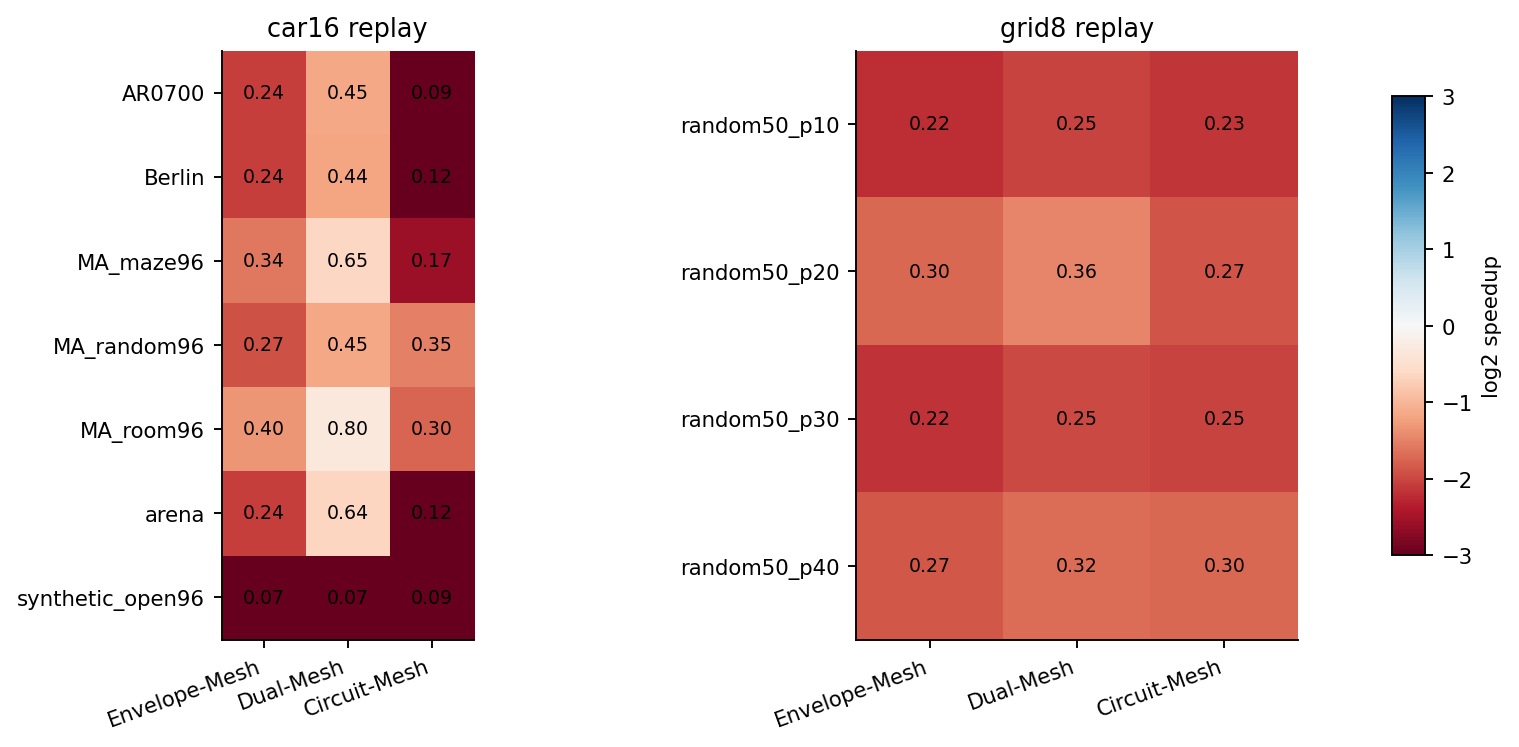 car16 replay
AR0700 0.24 0.45 0.09
Berlin 0.24 0.44 0.12
MA_maze96 0.34 0.65 0.17
MA_random96 0.27 0.45 0.35
MA_room96 0.40 0.80 0.30
arena 0.24 0.64 0.12
synthetic_open96 0.07 0.07 0.09
Envelope-Mesh Dual-Mesh Circuit-Mesh
grid8 replay
random50_p10 0.22 0.25 0.23
random50_p20 0.30 0.36 0.27
random50_p30 0.22 0.25 0.25
random50_p40 0.27 0.32 0.30
Envelope-Mesh Dual-Mesh Circuit-Mesh
3
2
1
0
−1
−2
−3
log2 speedup